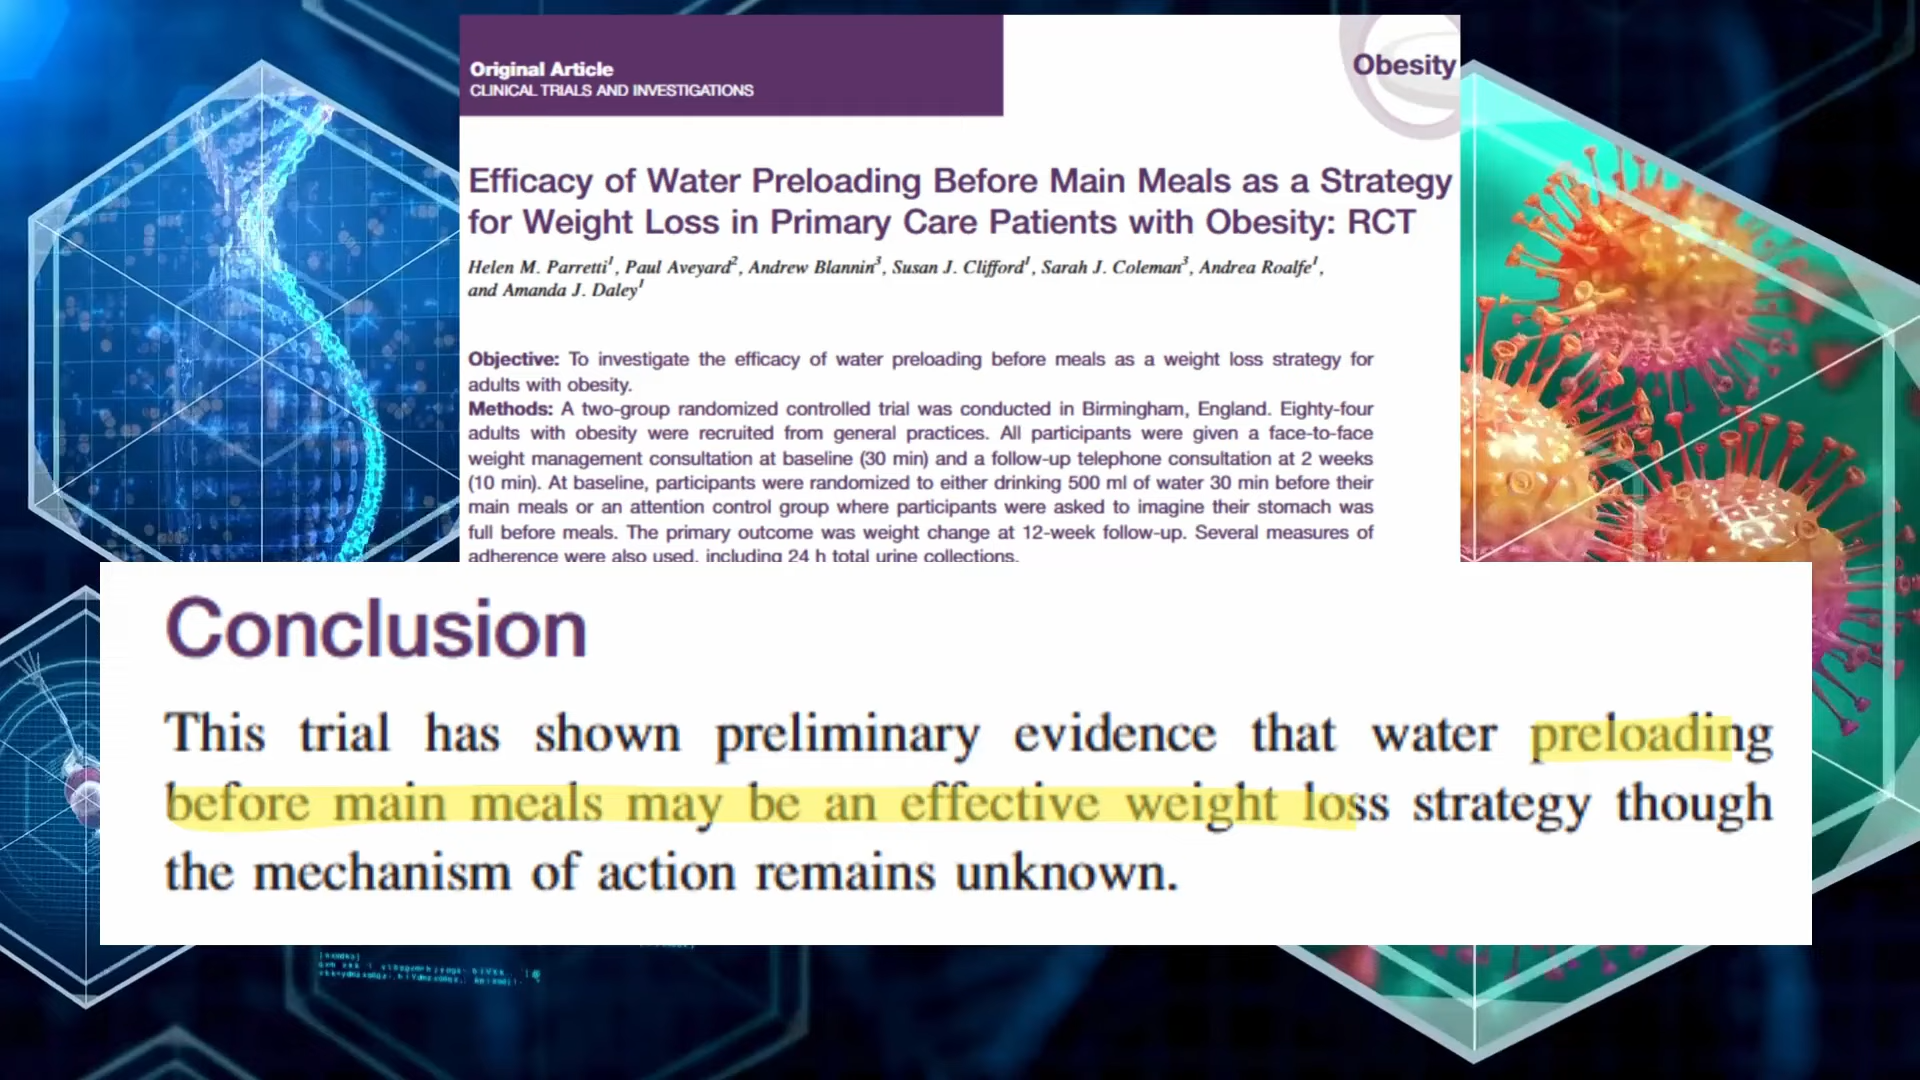 Original Article
CLINICAL TRIALS AND INVESTIGATIONS
Obesity
Efficacy of Water Preloading Before Main Meals as a Strategy
for Weight Loss in Primary Care Patients with Obesity: RCT
Helen M. Parretti¹, Paul Aveyard², Andrew Blannin³, Susan J. Clifford¹, Sarah J. Coleman³, Andrea Roalfe¹,
and Amanda J. Daley¹
Objective: To investigate the efficacy of water preloading before meals as a weight loss strategy for
adults with obesity.
Methods: A two-group randomized controlled trial was conducted in Birmingham, England. Eighty-four
adults with obesity were recruited from general practices. All participants were given a face-to-face
weight management consultation at baseline (30 min) and a follow-up telephone consultation at 2 weeks
(10 min). At baseline, participants were randomized to either drinking 500 ml of water 30 min before their
main meals or an attention control group where participants were asked to imagine their stomach was
full before meals. The primary outcome was weight change at 12-week follow-up. Several measures of
adherence were also used, including 24 h total urine collections.
Conclusion
This trial has shown preliminary evidence that water preloading
before main meals may be an effective weight loss strategy though
the mechanism of action remains unknown.